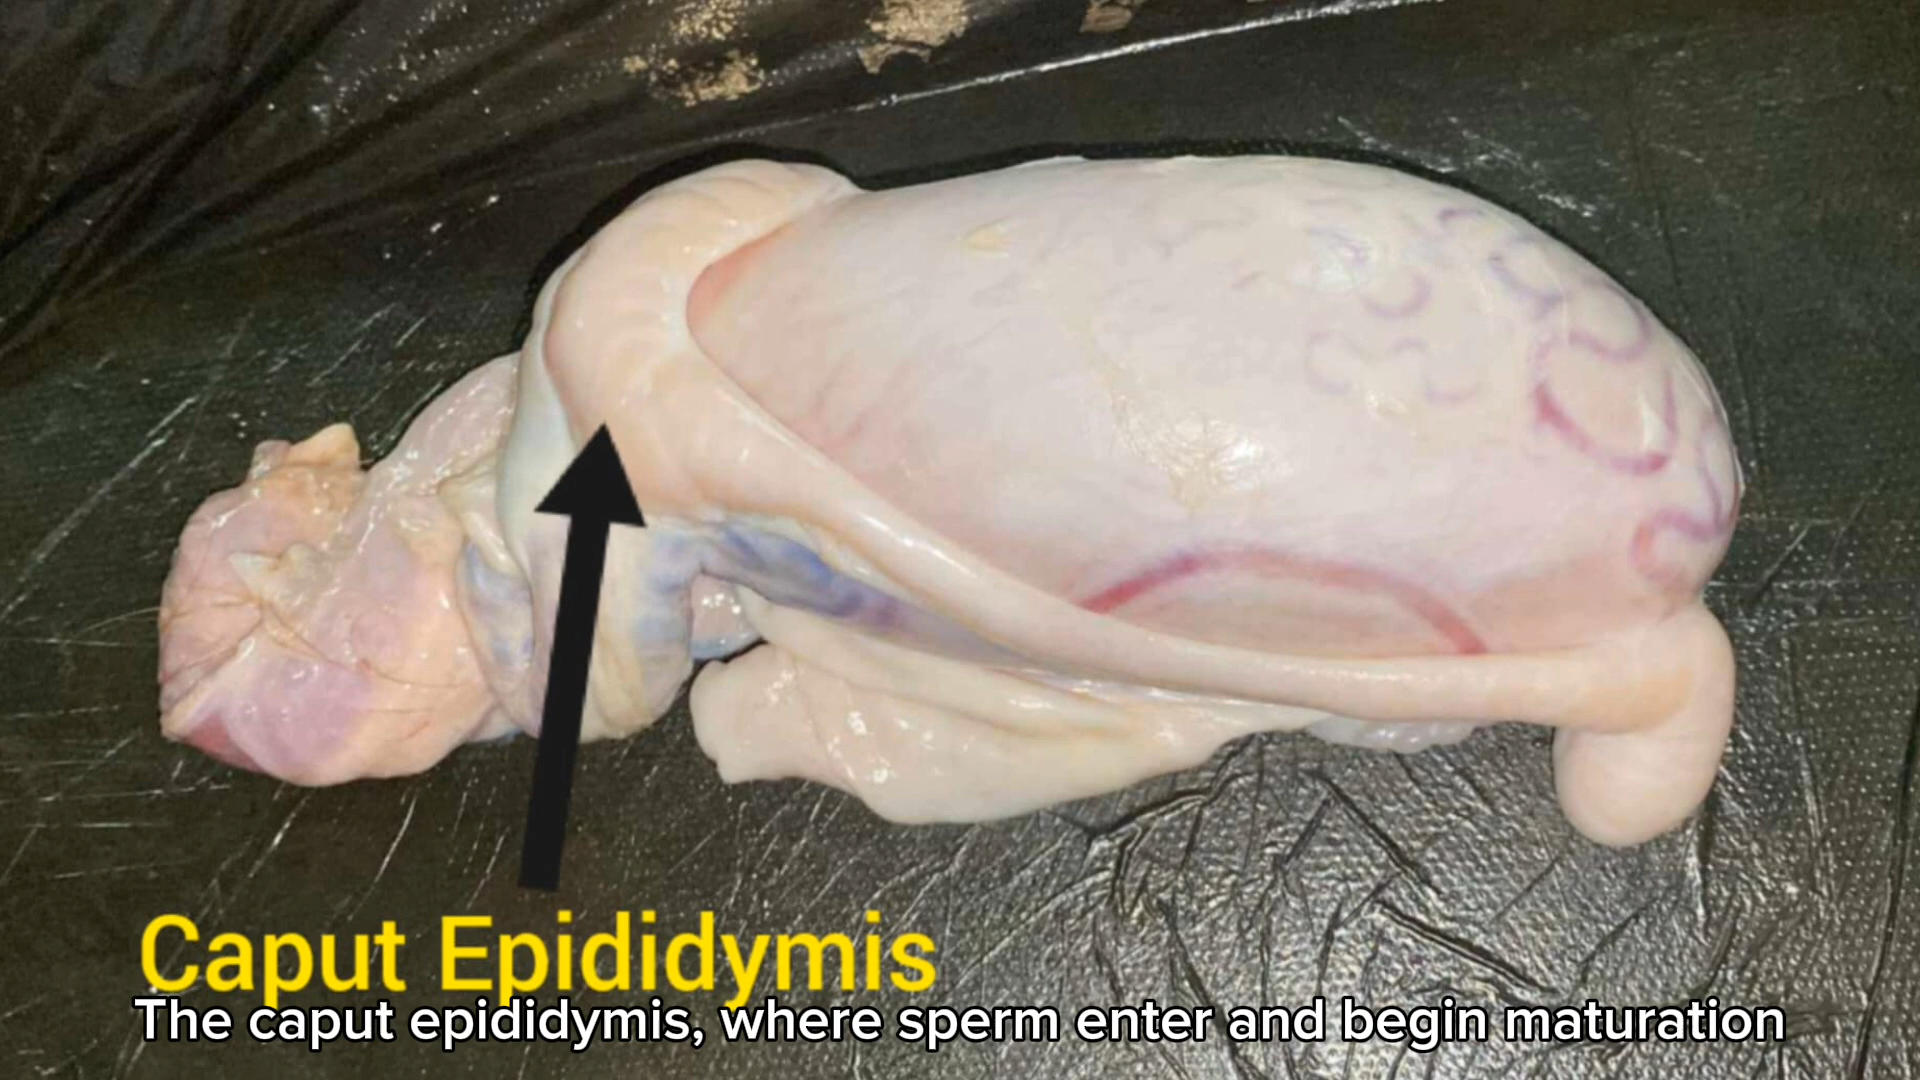 Caput Epididymis
The caput epididymis, where sperm enter and begin maturation